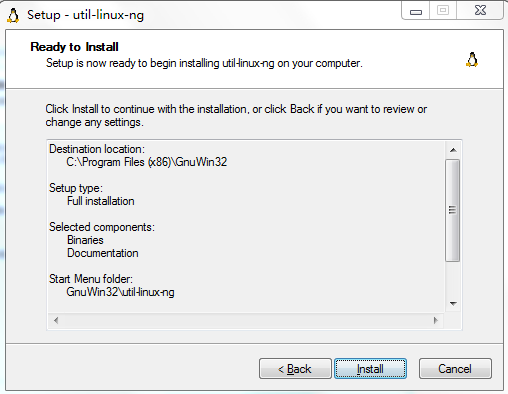 Setup - util-linux-ng
Ready to Install
Setup is now ready to begin installing util-linux-ng on your computer.
Click Install to continue with the installation, or click Back if you want to review or
change any settings.
Destination location:
C:\Program Files (x86)\GnuWin32
Setup type:
Full installation
Selected components:
Binaries
Documentation
Start Menu folder:
GnuWin32\util-linux-ng
< Back
Install
Cancel